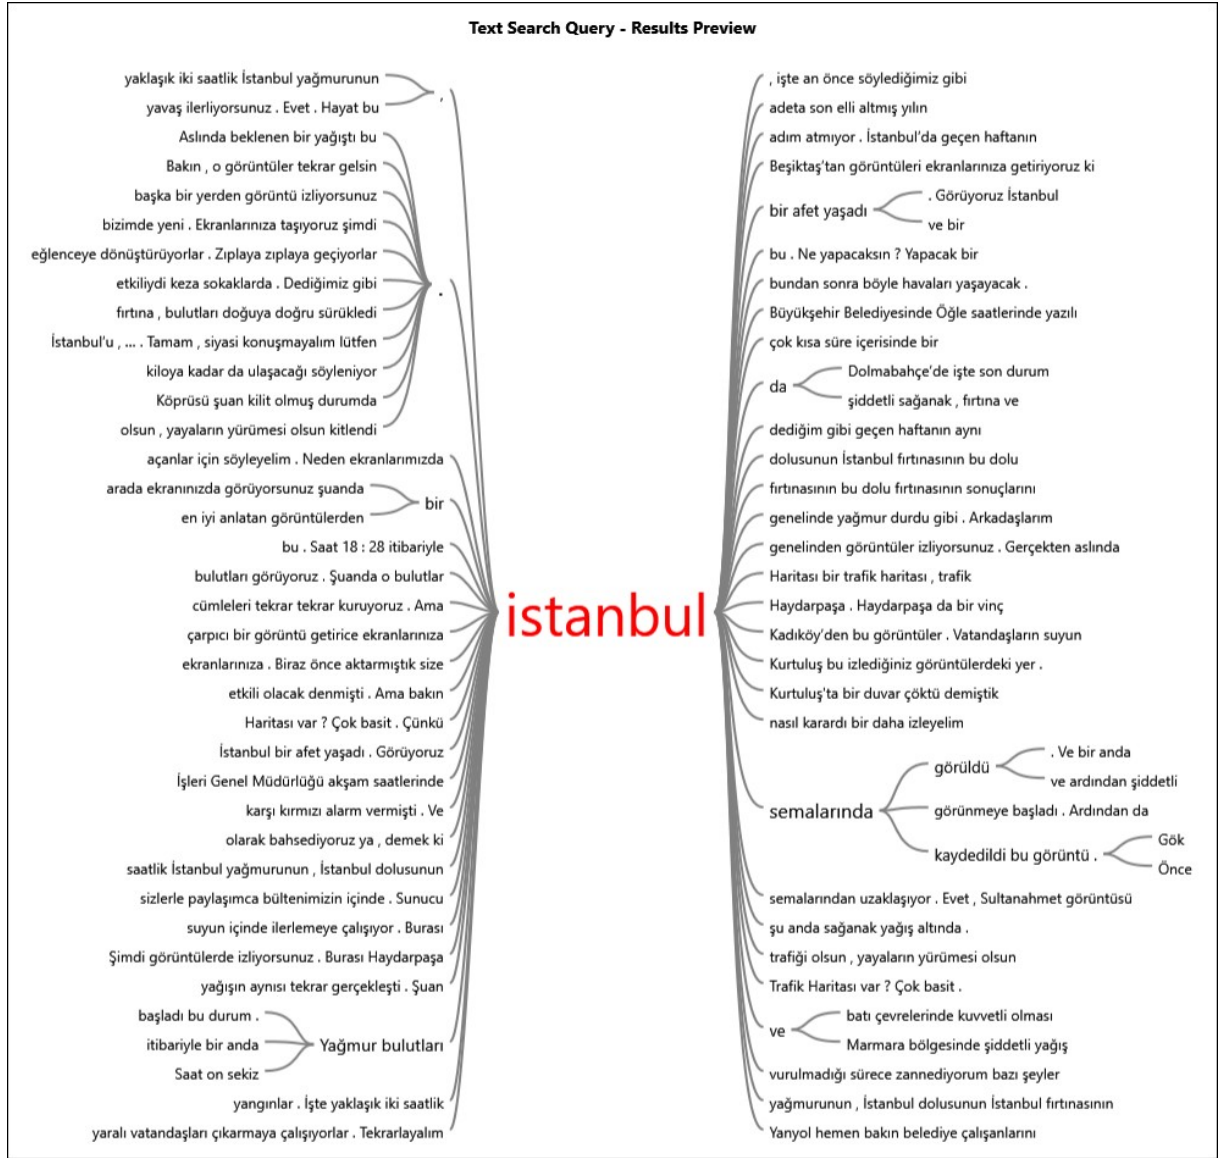 Text Search Query - Results Preview
yaklaşık iki saatlik İstanbul yağmurunun
yavaş ilerliyorsunuz . Evet . Hayat bu
,
Aslında beklenen bir yağıştı bu
Bakın , o görüntüler tekrar gelsin
başka bir yerden görüntü izliyorsunuz
bizimde yeni . Ekranlarınıza taşıyoruz şimdi
eğlenceye dönüştürüyorlar . Zıplaya zıplaya geçiyorlar
etkiliydi keza sokaklarda . Dediğimiz gibi
fırtına , bulutları doğuya doğru sürükledi
İstanbul'u , ... . Tamam , siyasi konuşmayalım lütfen
kiloya kadar da ulaşacağı söyleniyor
Köprüsü şuan kilit olmuş durumda
olsun , yayaların yürümesi olsun kitlendi
.
açanlar için söyleyelim . Neden ekranlarımızda
arada ekranınızda görüyorsunuz şuanda
en iyi anlatan görüntülerden
bir
bu . Saat 18 : 28 itibariyle
bulutları görüyoruz . Şuanda o bulutlar
cümleleri tekrar tekrar kuruyoruz . Ama
çarpıcı bir görüntü getirice ekranlarınıza
ekranlarınıza . Biraz önce aktarmıştık size
etkili olacak denmişti . Ama bakın
Haritası var ? Çok basit . Çünkü
İstanbul bir afet yaşadı . Görüyoruz
İşleri Genel Müdürlüğü akşam saatlerinde
karşı kırmızı alarm vermişti . Ve
olarak bahsediyoruz ya , demek ki
saatlik İstanbul yağmurunun , İstanbul dolusunun
sizlerle paylaşımca bültenimizin içinde . Sunucu
suyun içinde ilerlemeye çalışıyor . Burası
Şimdi görüntülerde izliyorsunuz . Burası Haydarpaşa
yağışın aynısı tekrar gerçekleşti . Şuan
başladı bu durum .
itibariyle bir anda
Saat on sekiz
Yağmur bulutları
yangınlar . İşte yaklaşık iki saatlik
yaralı vatandaşları çıkarmaya çalışıyorlar . Tekrarlayalım
istanbul
, işte an önce söylediğimiz gibi
adeta son elli altmış yılın
adım atmıyor . İstanbul'da geçen haftanın
Beşiktaş'tan görüntüleri ekranlarınıza getiriyoruz ki
bir afet yaşadı
. Görüyoruz İstanbul
ve bir
bu . Ne yapacaksın ? Yapacak bir
bundan sonra böyle havaları yaşayacak .
Büyükşehir Belediyesinde Öğle saatlerinde yazılı
çok kısa süre içerisinde bir
da
Dolmabahçe'de işte son durum
şiddetli sağanak , fırtına ve
dediğim gibi geçen haftanın aynı
dolusunun İstanbul fırtınasının bu dolu
fırtınasının bu dolu fırtınasının sonuçlarını
genelinde yağmur durdu gibi . Arkadaşlarım
genelinden görüntüler izliyorsunuz . Gerçekten aslında
Haritası bir trafik haritası , trafik
Haydarpaşa . Haydarpaşa da bir vinç
Kadıköy'den bu görüntüler . Vatandaşların suyun
Kurtuluş bu izlediğiniz görüntülerdeki yer .
Kurtuluş'ta bir duvar çöktü demiştik
nasıl karardı bir daha izleyelim
semalarında
görüldü
. Ve bir anda
ve ardından şiddetli
görünmeye başladı . Ardından da
kaydedildi bu görüntü .
Gök
Önce
semalarından uzaklaşıyor . Evet , Sultanahmet görüntüsü
şu anda sağanak yağış altında .
trafiği olsun , yayaların yürümesi olsun
Trafik Haritası var ? Çok basit .
ve
batı çevrelerinde kuvvetli olması
Marmara bölgesinde şiddetli yağış
vurulmadığı sürece zannediyorum bazı şeyler
yağmurunun , İstanbul dolusunun İstanbul fırtınasının
Yanyol hemen bakın belediye çalışanlarını